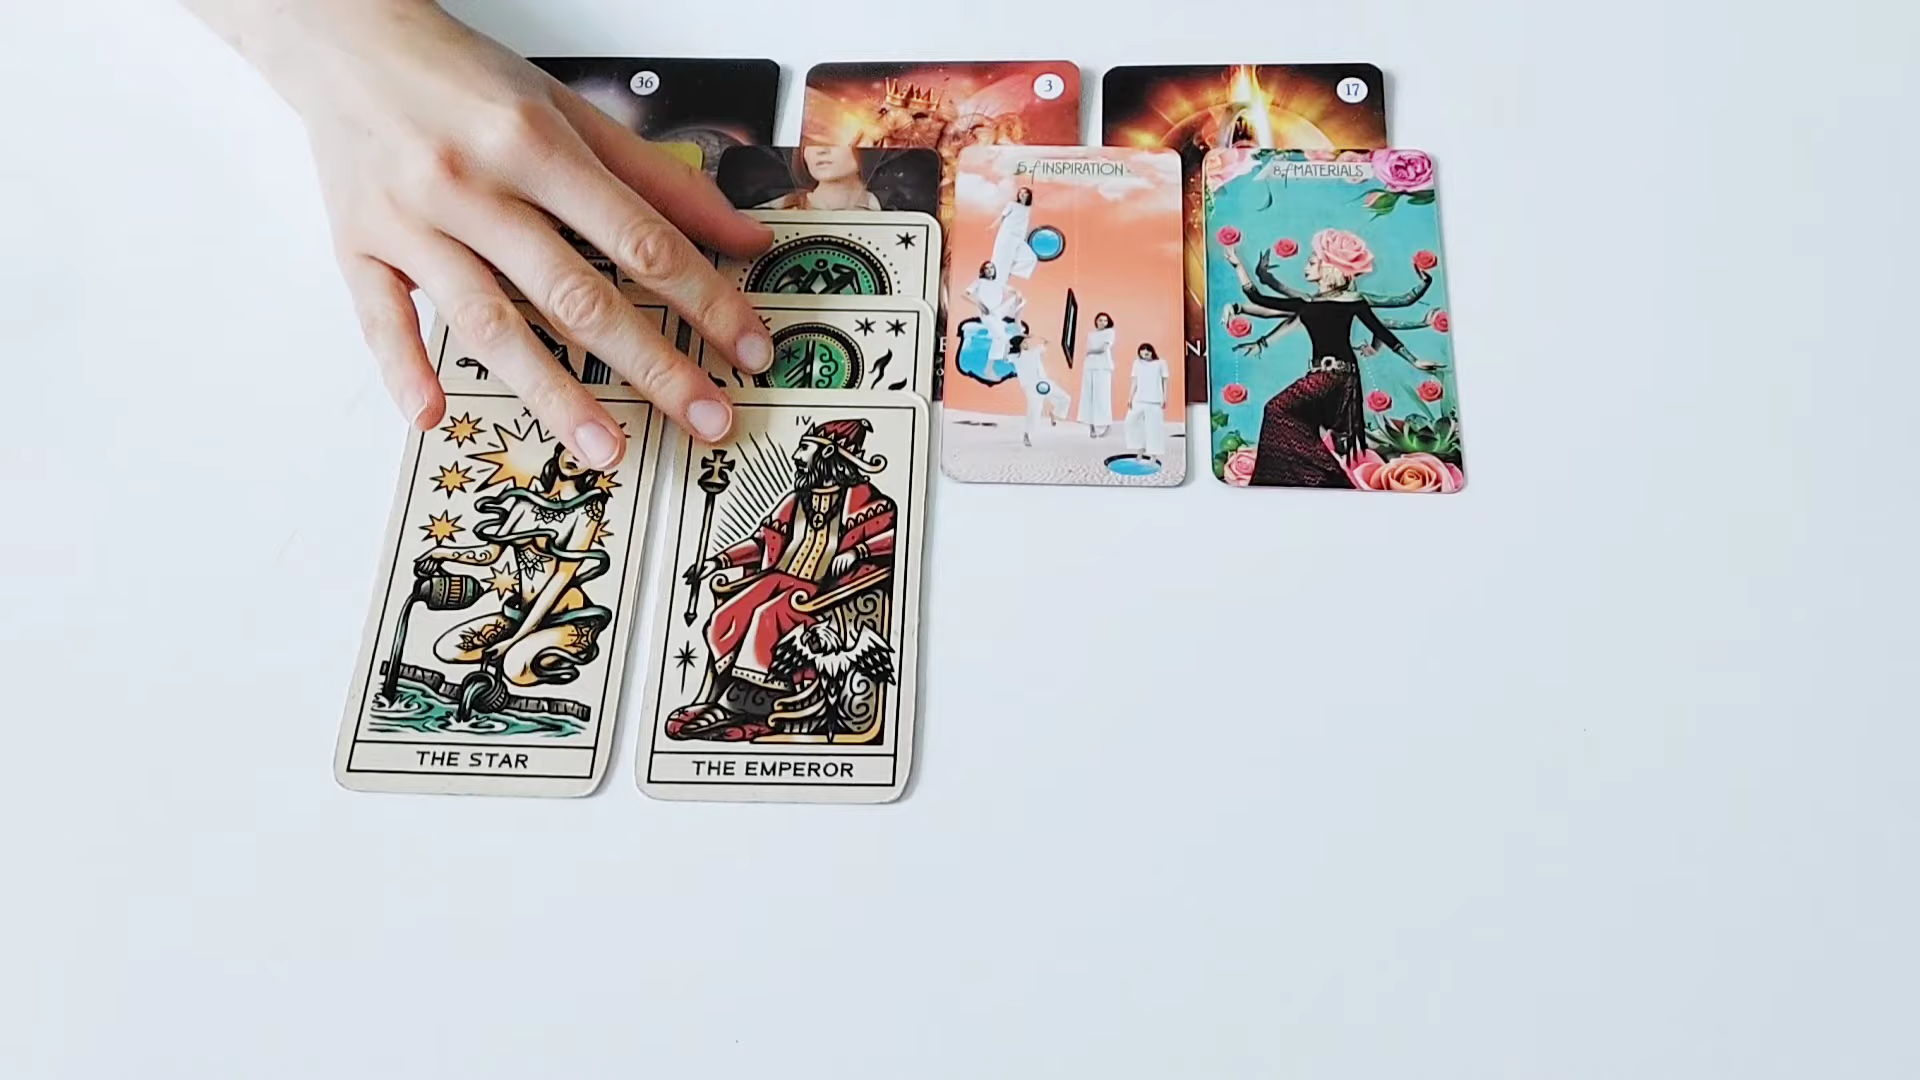 36
3
17
5 of INSPIRATION
8 of MATERIALS
IV
THE STAR
THE EMPEROR